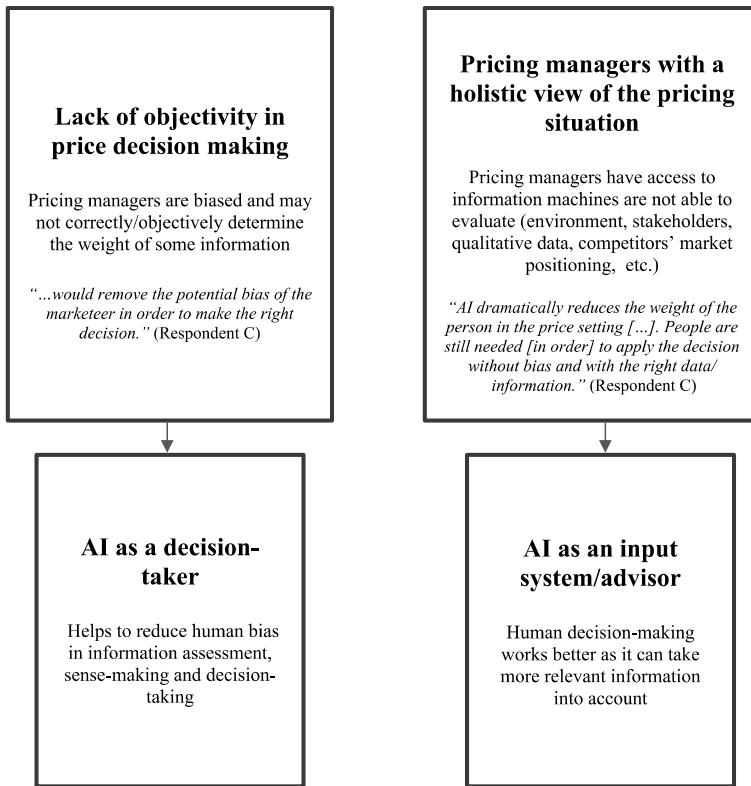 Lack of objectivity in
price decision making
Pricing managers are biased and may
not correctly/objectively determine
the weight of some information
“…would remove the potential bias of the
marketeer in order to make the right
decision.” (Respondent C)
Pricing managers with a
holistic view of the pricing
situation
Pricing managers have access to
information machines are not able to
evaluate (environment, stakeholders,
qualitative data, competitors’ market
positioning, etc.)
“AI dramatically reduces the weight of the
person in the price setting […]. People are
still needed [in order] to apply the decision
without bias and with the right data/
information.” (Respondent C)
AI as a decision-
taker
Helps to reduce human bias
in information assessment,
sense-making and decision-
taking
AI as an input
system/advisor
Human decision-making
works better as it can take
more relevant information
into account